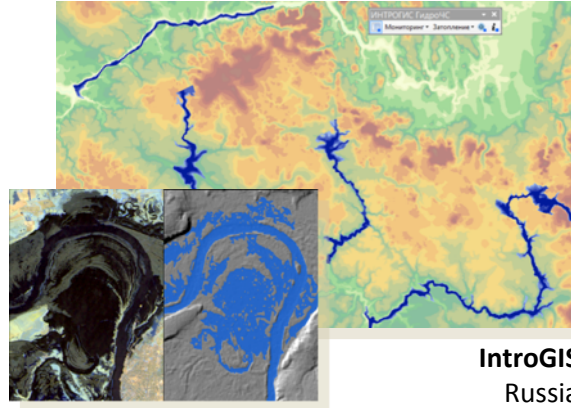 ИНТРОГИС ГидроЧС
Мониторинг Затопление
IntroGIS
Russia